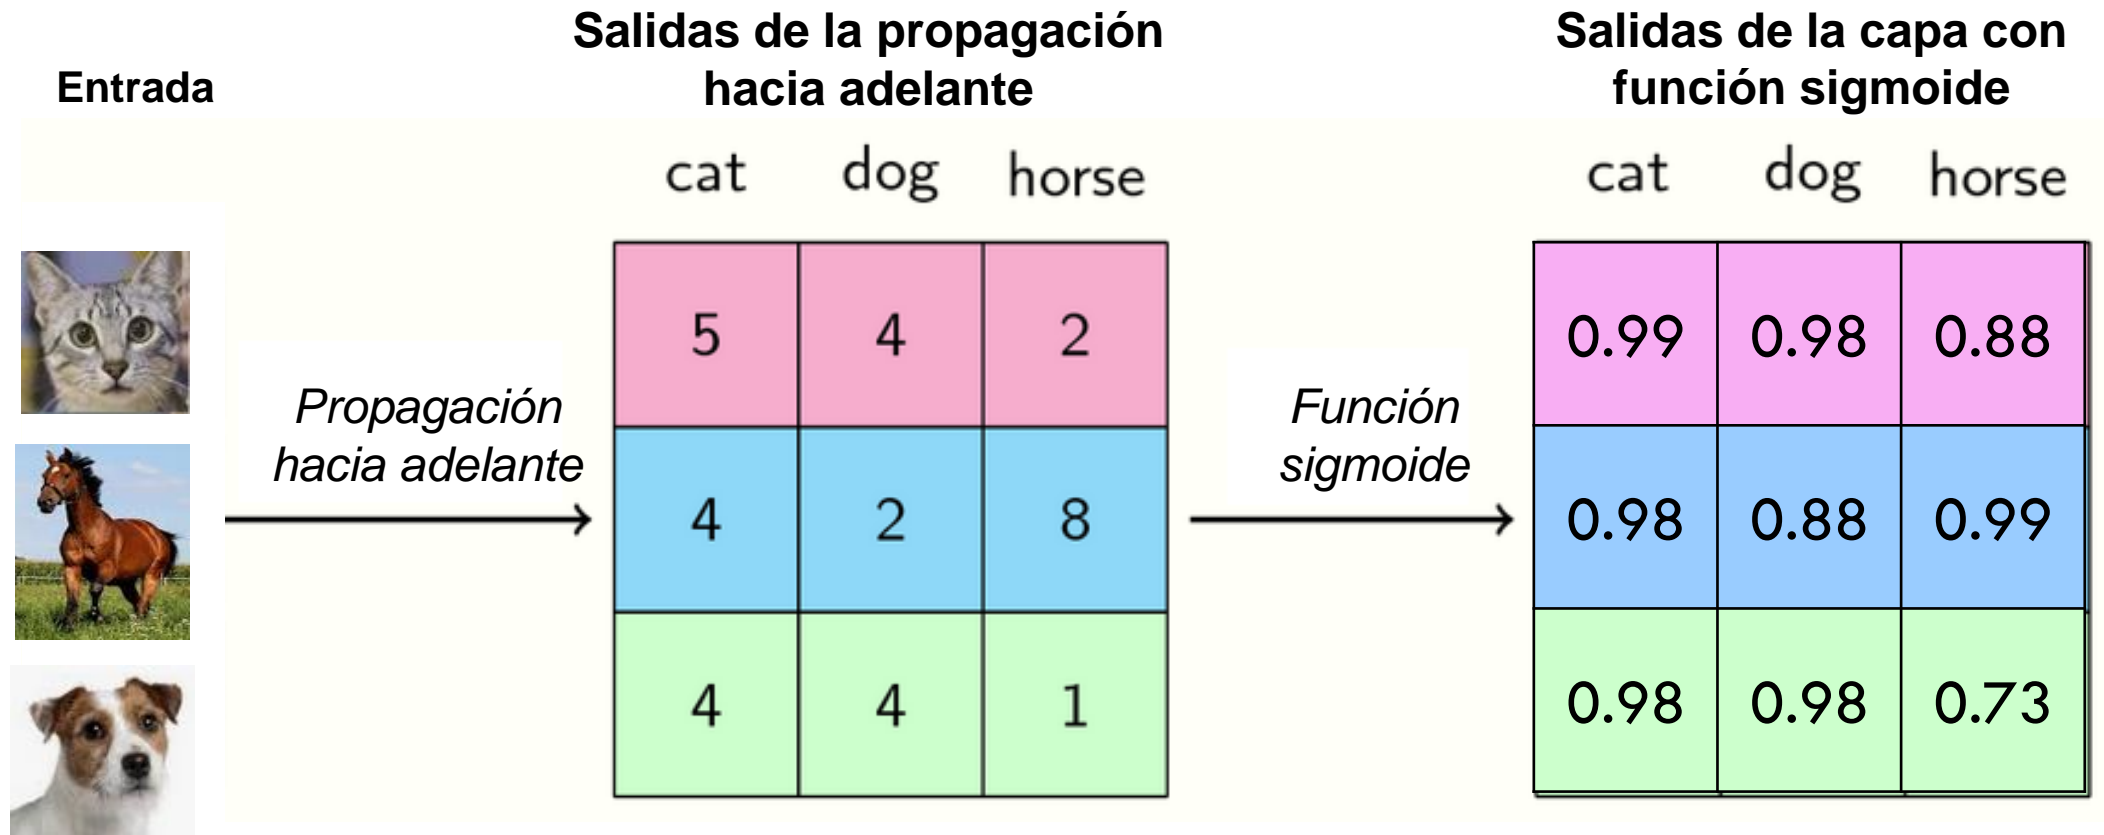 Entrada
Salidas de la propagación
hacia adelante
Salidas de la capa con
función sigmoide
cat dog horse
cat dog horse
Propagación
hacia adelante
5 4 2
4 2 8
4 4 1
Función
sigmoide
0.99 0.98 0.88
0.98 0.88 0.99
0.98 0.98 0.73